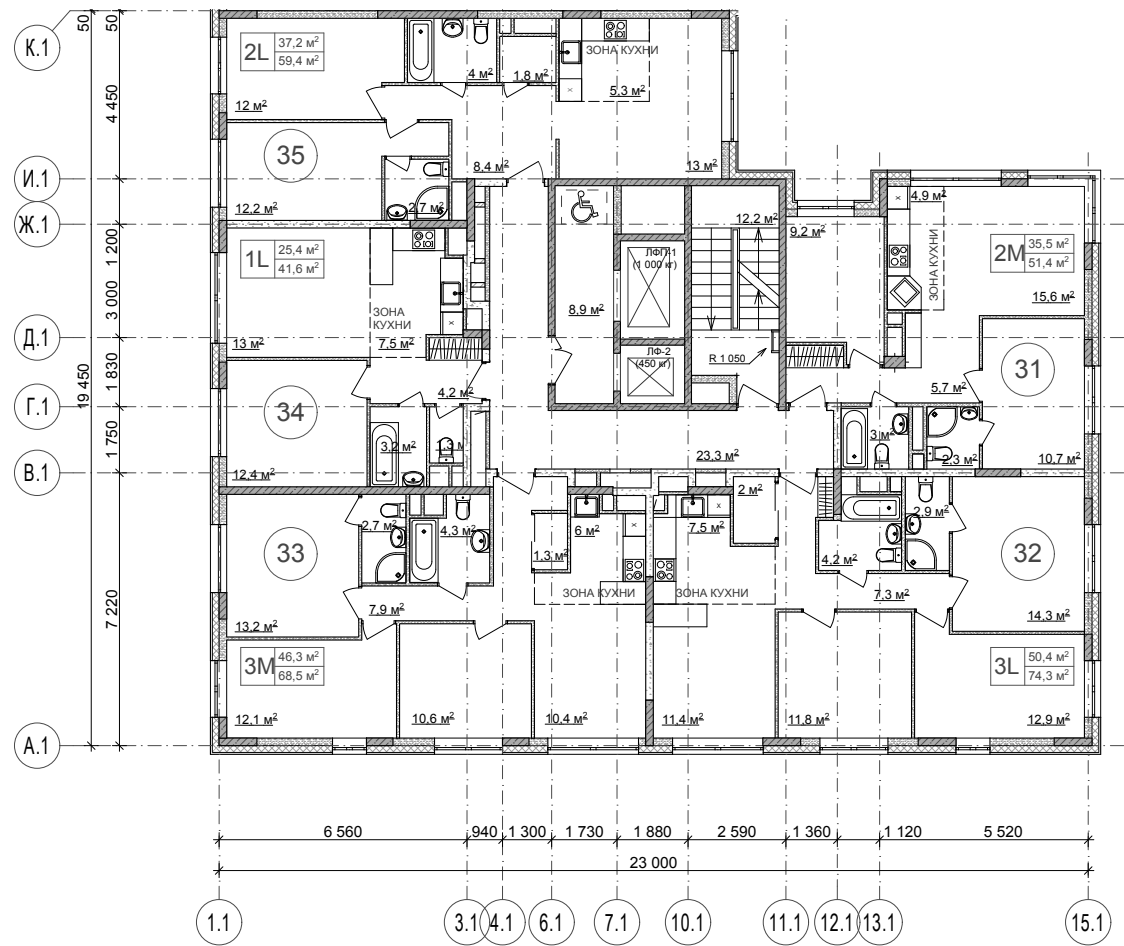 К.1
И.1
Ж.1
Д.1
Г.1
В.1
А.1
50
50
4 450
1 200
3 000
1 830
1 750
7 220
19 450
2L
37,2 м²
59,4 м²
12 м²
4 м²
1,8 м²
ЗОНА КУХНИ
5,3 м²
35
8,4 м²
13 м²
12,2 м²
2,7 м²
1L
25,4 м²
41,6 м²
ЗОНА
КУХНИ
13 м²
7,5 м²
4,2 м²
34
3,2 м²
12,4 м²
12,2 м²
ЛФП-1
(1 000 кг)
8,9 м²
ЛФ-2
(450 кг)
R 1 050
23,3 м²
9,2 м²
4,9 м²
ЗОНА КУХНИ
2M
35,5 м²
51,4 м²
15,6 м²
31
5,7 м²
3 м²
2,3 м²
10,7 м²
33
2,7 м²
4,3 м²
1,3 м²
6 м²
7,5 м²
2 м²
4,2 м²
2,9 м²
32
ЗОНА КУХНИ
ЗОНА КУХНИ
7,9 м²
7,3 м²
13,2 м²
14,3 м²
3M
46,3 м²
68,5 м²
3L
50,4 м²
74,3 м²
12,1 м²
10,6 м²
10,4 м²
11,4 м²
11,8 м²
12,9 м²
6 560
940
1 300
1 730
1 880
2 590
1 360
1 120
5 520
23 000
1.1
3.1
4.1
6.1
7.1
10.1
11.1
12.1
13.1
15.1